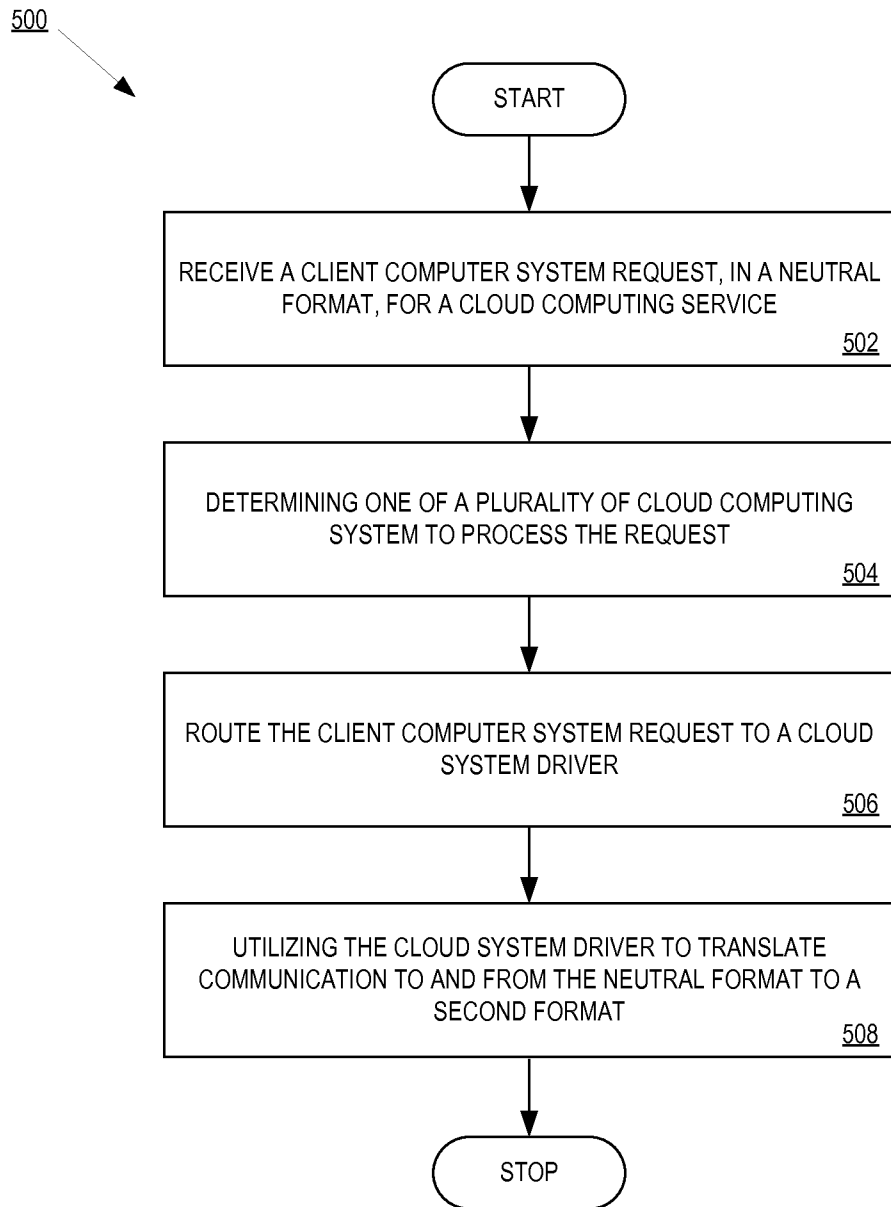 500
START
RECEIVE A CLIENT COMPUTER SYSTEM REQUEST, IN A NEUTRAL
FORMAT, FOR A CLOUD COMPUTING SERVICE
502
DETERMINING ONE OF A PLURALITY OF CLOUD COMPUTING
SYSTEM TO PROCESS THE REQUEST
504
ROUTE THE CLIENT COMPUTER SYSTEM REQUEST TO A CLOUD
SYSTEM DRIVER
506
UTILIZING THE CLOUD SYSTEM DRIVER TO TRANSLATE
COMMUNICATION TO AND FROM THE NEUTRAL FORMAT TO A
SECOND FORMAT
508
STOP